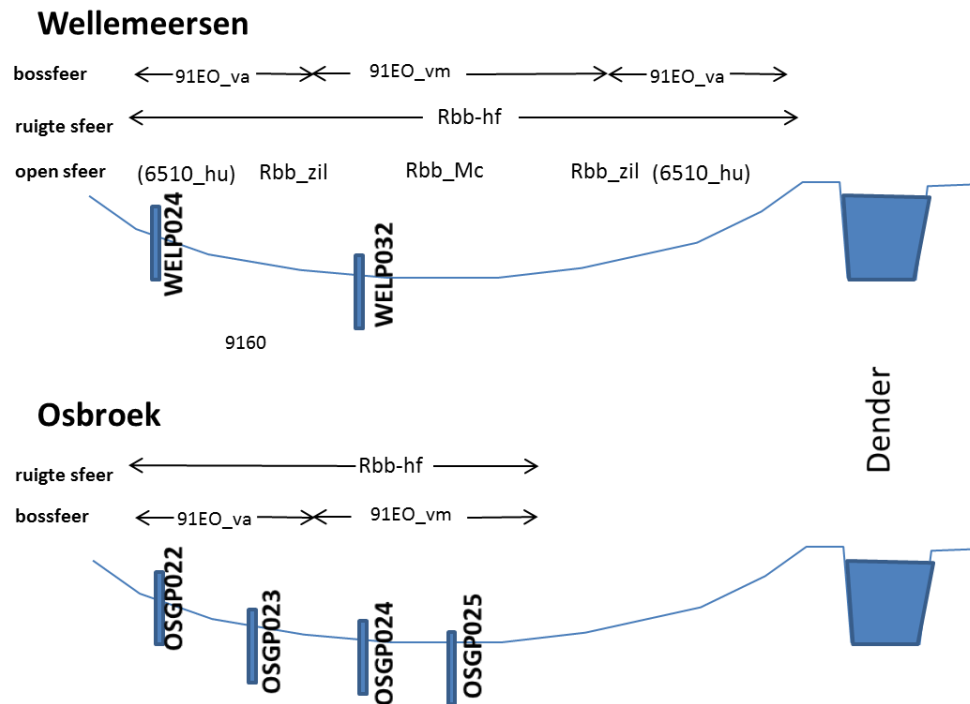 Wellemeersen
bossfeer 91EO_va 91EO_vm 91EO_va
ruigte sfeer Rbb-hf
open sfeer (6510_hu) Rbb_zil Rbb_Mc Rbb_zil (6510_hu)
WELP024
WELP032
9160
Dender
Osbroek
ruigte sfeer Rbb-hf
bossfeer 91EO_va 91EO_vm
OSGP022
OSGP023
OSGP024
OSGP025